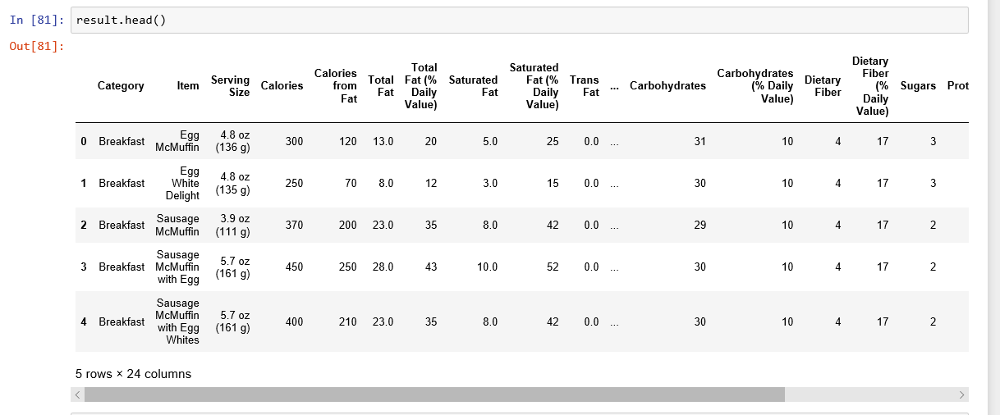 In [81]: result.head()
Out[81]:
Category Item Serving Size Calories Calories from Fat Total Fat Total Fat (% Daily Value) Saturated Fat Saturated Fat (% Daily Value) Trans Fat ... Carbohydrates Carbohydrates (% Daily Value) Dietary Fiber Dietary Fiber (% Daily Value) Sugars Prot
0 Breakfast Egg McMuffin 4.8 oz (136 g) 300 120 13.0 20 5.0 25 0.0 ... 31 10 4 17 3
1 Breakfast Egg White Delight 4.8 oz (135 g) 250 70 8.0 12 3.0 15 0.0 ... 30 10 4 17 3
2 Breakfast Sausage McMuffin 3.9 oz (111 g) 370 200 23.0 35 8.0 42 0.0 ... 29 10 4 17 2
3 Breakfast Sausage McMuffin with Egg 5.7 oz (161 g) 450 250 28.0 43 10.0 52 0.0 ... 30 10 4 17 2
4 Breakfast Sausage McMuffin with Egg Whites 5.7 oz (161 g) 400 210 23.0 35 8.0 42 0.0 ... 30 10 4 17 2
5 rows × 24 columns